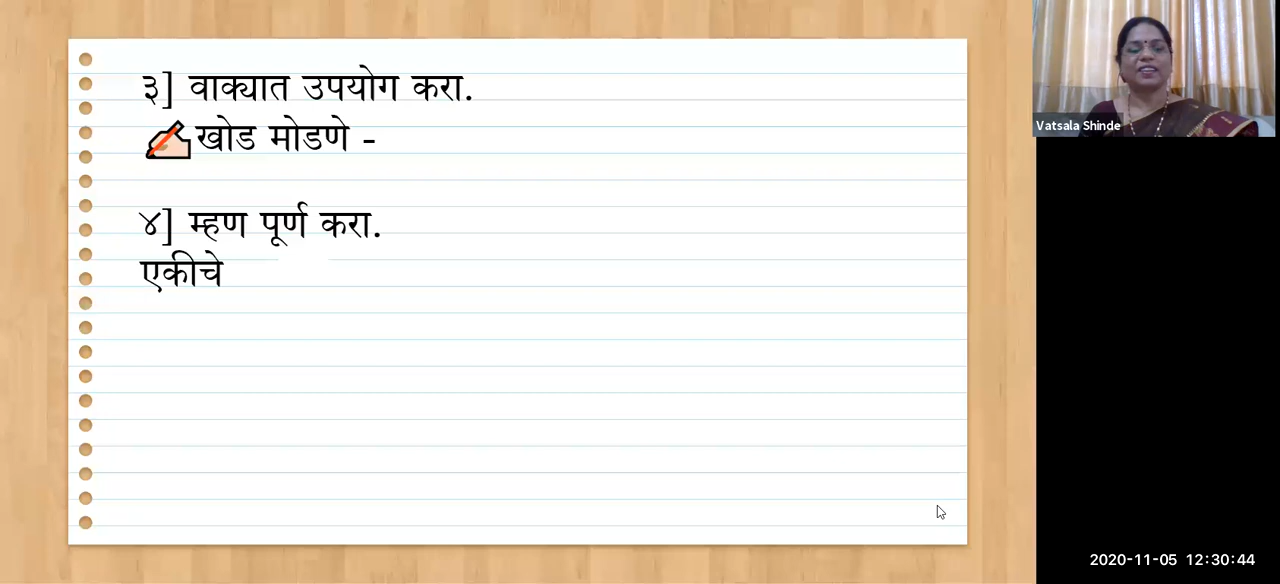 ३] वाक्यात उपयोग करा.
खोड मोडणे -
४] म्हण पूर्ण करा.
एकीचे
Vatsala Shinde
2020-11-05 12:30:44